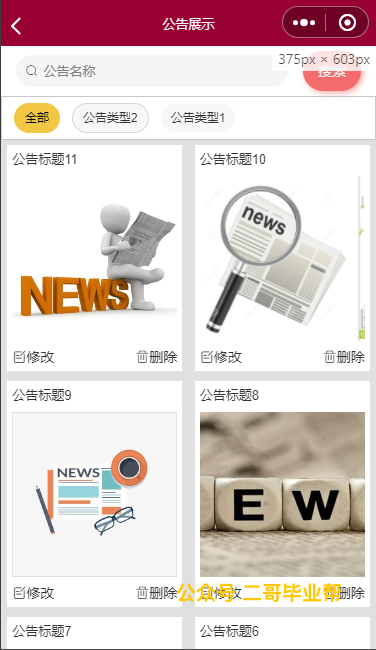 公告展示
公告名称
搜索
375px × 603px
全部
公告类型2
公告类型1
公告标题11
公告标题10
NEWS
news
修改
删除
修改
删除
公告标题9
公告标题8
NEWS
E W
修改
删除
修改
删除
公众号 二哥毕业帮
公告标题7
公告标题6